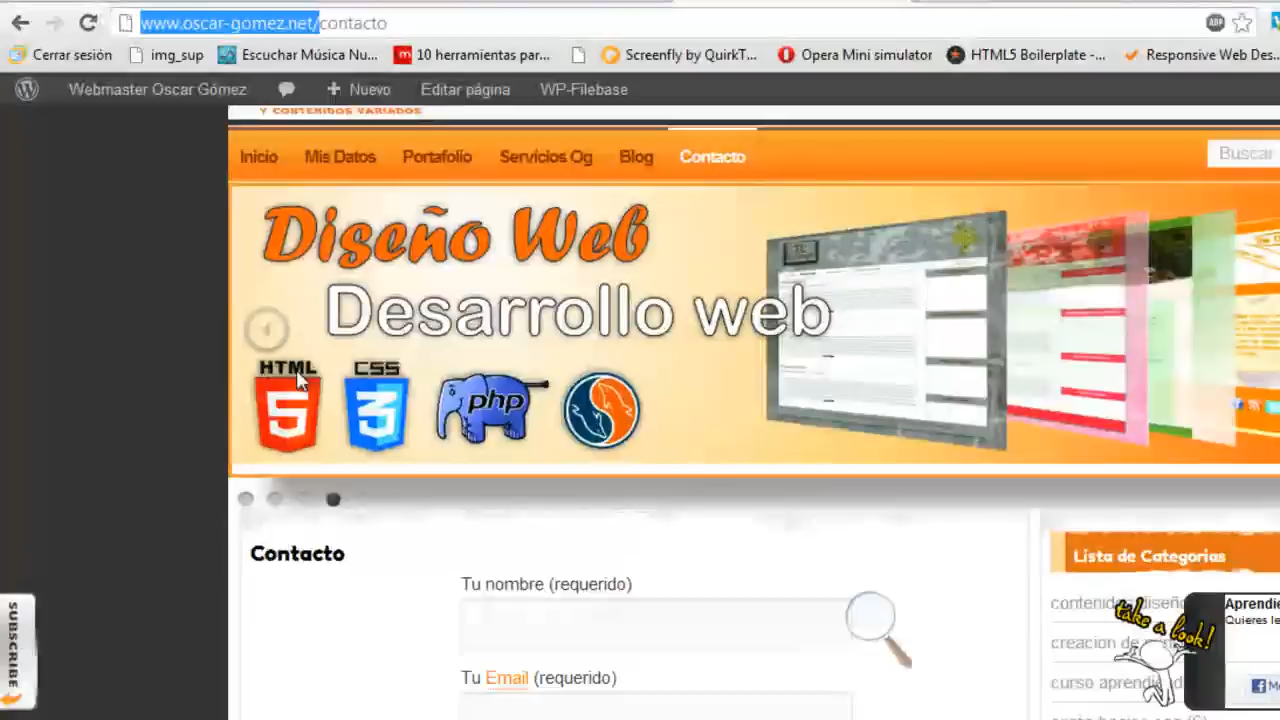 www.oscar-gomez.net/contacto
Cerrar sesión img_sup Escuchar Música Nu... 10 herramientas par... Screenfly by QuirkT... Opera Mini simulator HTML5 Boilerplate -... Responsive Web Des...
Webmaster Oscar Gómez Nuevo Editar página WP-Filebase
Y CONTENIDOS VARIADOS
Inicio Mis Datos Portafolio Servicios Og Blog Contacto Buscar
Diseño Web
Desarrollo web
HTML CSS
5 3 php
Contacto
Lista de Categorias
Tu nombre (requerido)
Tu Email (requerido)
SUBSCRIBE
take a look!